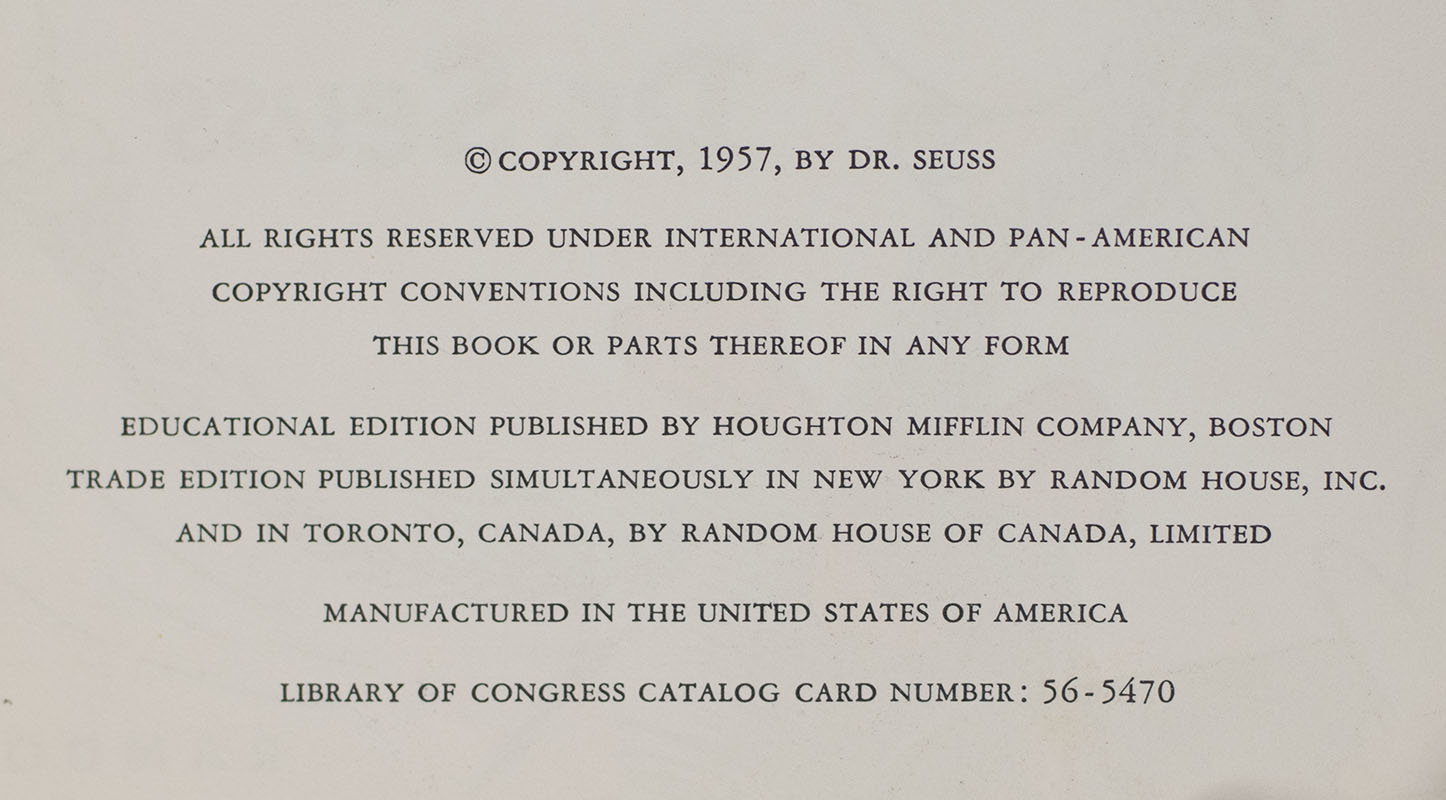 © COPYRIGHT, 1957, BY DR. SEUSS
ALL RIGHTS RESERVED UNDER INTERNATIONAL AND PAN-AMERICAN
COPYRIGHT CONVENTIONS INCLUDING THE RIGHT TO REPRODUCE
THIS BOOK OR PARTS THEREOF IN ANY FORM
EDUCATIONAL EDITION PUBLISHED BY HOUGHTON MIFFLIN COMPANY, BOSTON
TRADE EDITION PUBLISHED SIMULTANEOUSLY IN NEW YORK BY RANDOM HOUSE, INC.
AND IN TORONTO, CANADA, BY RANDOM HOUSE OF CANADA, LIMITED
MANUFACTURED IN THE UNITED STATES OF AMERICA
LIBRARY OF CONGRESS CATALOG CARD NUMBER: 56-5470